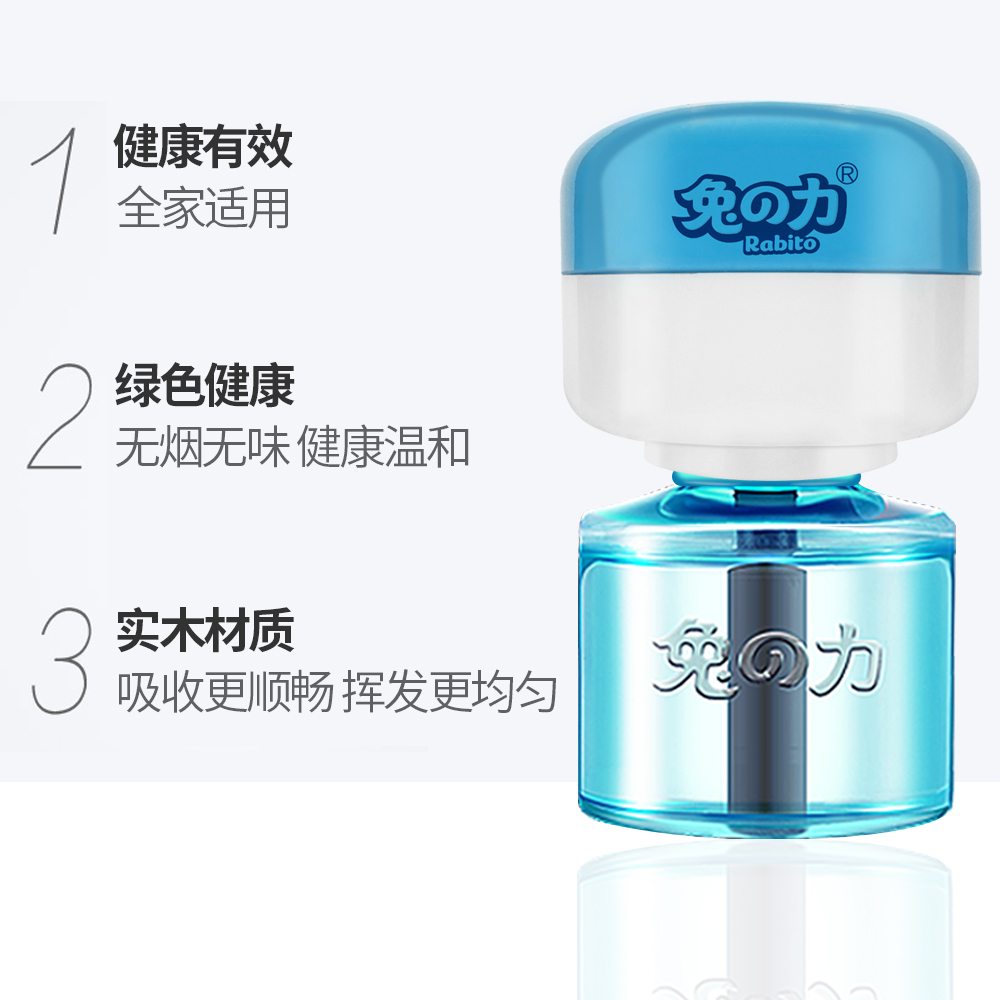 1
健康有效
全家适用
2
绿色健康
无烟无味 健康温和
3
实木材质
吸收更顺畅 挥发更均匀
兔の力®
Rabito
兔の力